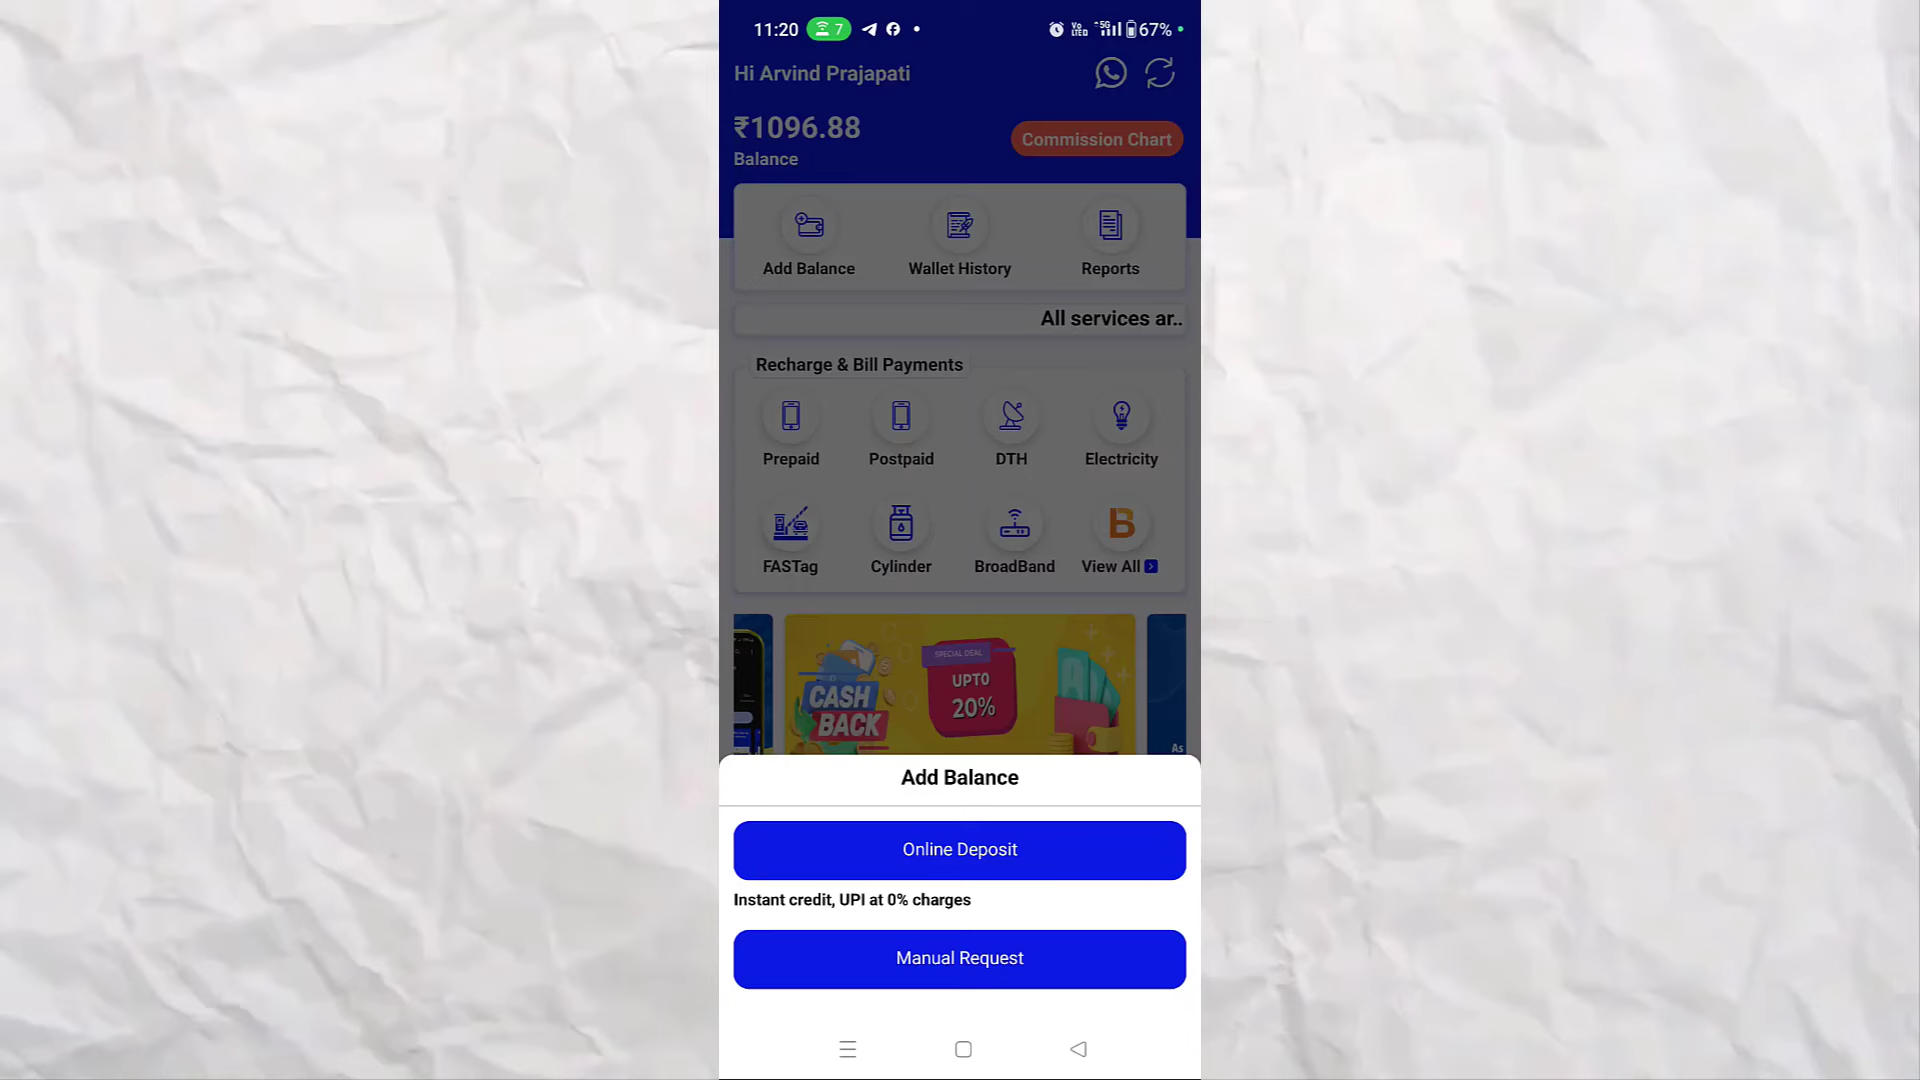 11:20 7 5G 67%
Hi Arvind Prajapati
₹1096.88
Balance
Commission Chart
Add Balance Wallet History Reports
All services ar..
Recharge & Bill Payments
Prepaid Postpaid DTH Electricity
FASTag Cylinder BroadBand View All
SPECIAL DEAL
CASH BACK
UPTO
20%
As
Add Balance
Online Deposit
Instant credit, UPI at 0% charges
Manual Request